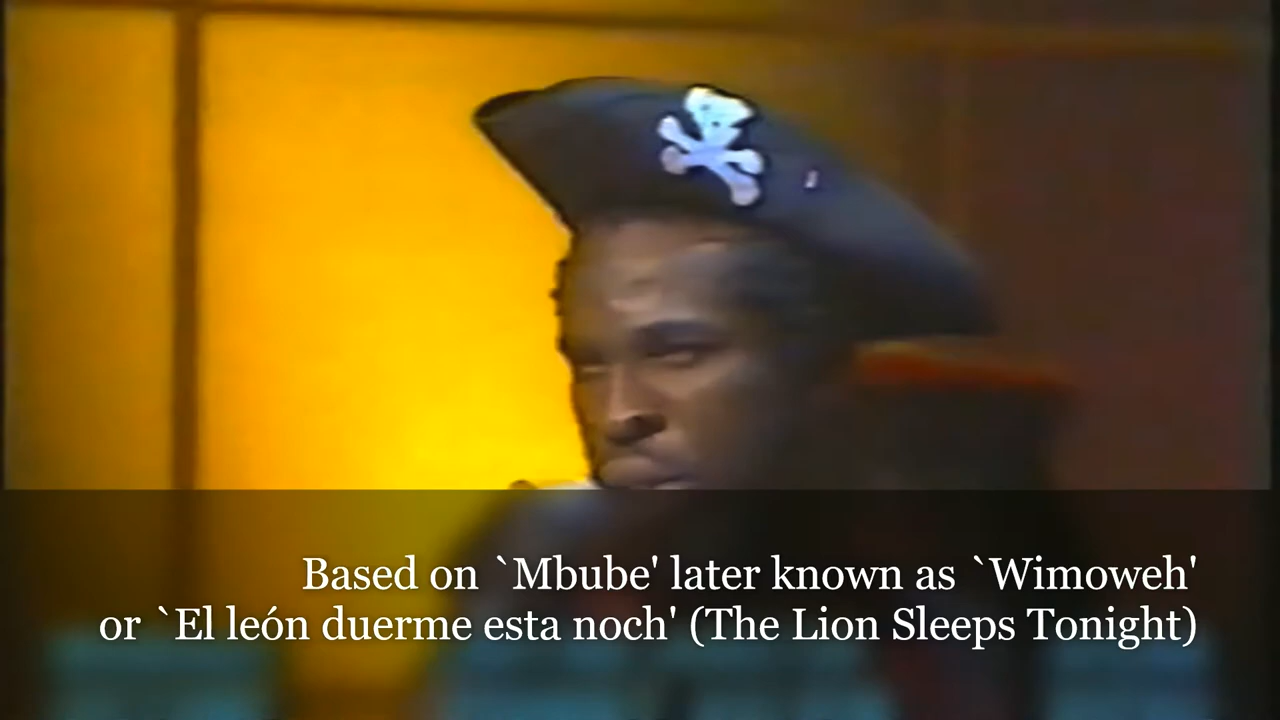 Based on `Mbube' later known as `Wimoweh'
or `El león duerme esta noch' (The Lion Sleeps Tonight)